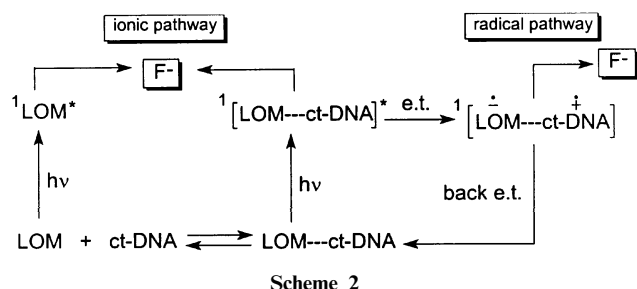 ionic pathway radical pathway
F- F-
¹LOM* ¹[LOM---ct-DNA]* e.t. ¹[LOM∸---ct-DNA⨥]
hν hν back e.t.
LOM + ct-DNA ⇌ LOM---ct-DNA
Scheme 2